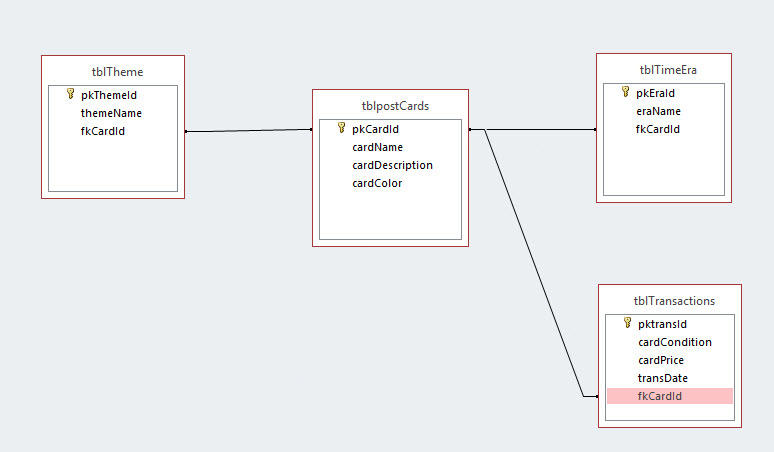 tblTheme
pkThemeId
themeName
fkCardId
tblpostCards
pkCardId
cardName
cardDescription
cardColor
tblTimeEra
pkEraId
eraName
fkCardId
tblTransactions
pktransId
cardCondition
cardPrice
transDate
fkCardId